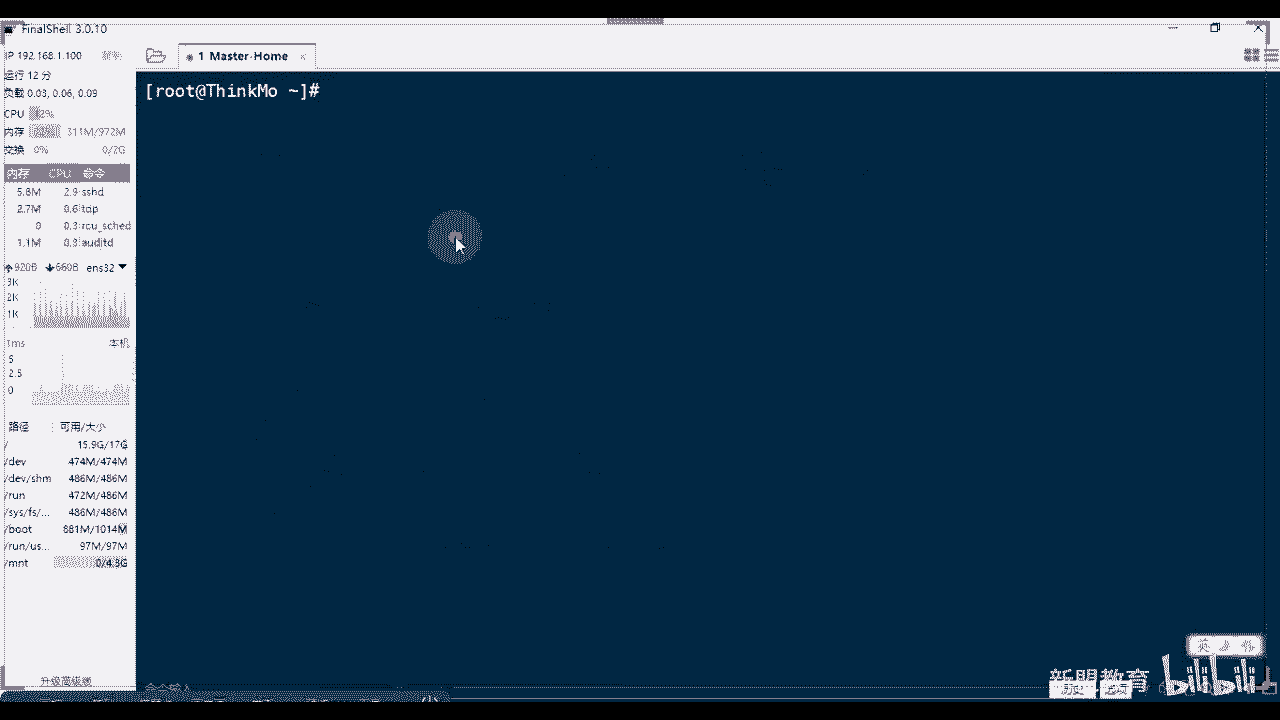 FinalShell 3.0.10
IP 192.168.1.100
1 Master-Home ×
运行 12 分
负载 0.03, 0.06, 0.09
[root@ThinkMo ~]#
CPU 2%
内存 311M/972M
交换 0% 0/2G
内存 CPU 命令
5.8M 2.9 sshd
2.7M 0.6 top
0 0.3 rcu_sched
1.1M 0.3 auditd
920B 660B ens32
3K
2K
1K
1ms 本机
5
2.5
0
路径 可用/大小
/ 15.9G/17G
/dev 474M/474M
/dev/shm 486M/486M
/run 472M/486M
/sys/fs/... 486M/486M
/boot 881M/1014M
/run/us... 97M/97M
/mnt 0/4.3G
英
升级高级版
新盟教育 bilibili